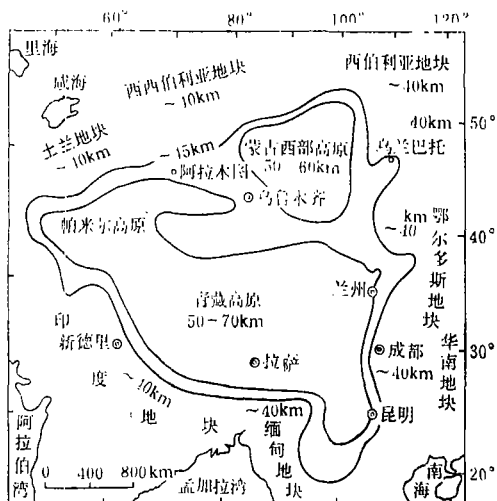 60° 82° 100° 120°
里海
咸海
西西伯利亚地块
~10km
西伯利亚地块
~40km
40km
乌兰巴托
土兰地块
~10km
~15km
阿拉木图
蒙古西部高原
50 60km
乌鲁木齐
帕米尔高原
km
~40
鄂尔多斯地块
50°
40°
30°
20°
青藏高原
50~70km
兰州
拉萨
成都
~40km
昆明
华南地块
印度地块
新德里
~40km
~40km
缅甸地块
阿拉伯湾
孟加拉湾
南海
0 400 800km